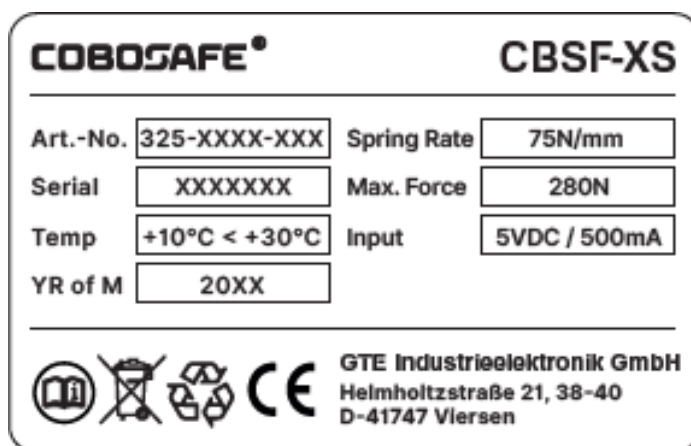 COBOSAFE® CBSF-XS
Art.-No. 325-XXXX-XXX Spring Rate 75N/mm
Serial XXXXXXX Max. Force 280N
Temp +10°C < +30°C Input 5VDC / 500mA
YR of M 20XX
CE GTE Industrieelektronik GmbH
Helmholtzstraße 21, 38-40
D-41747 Viersen